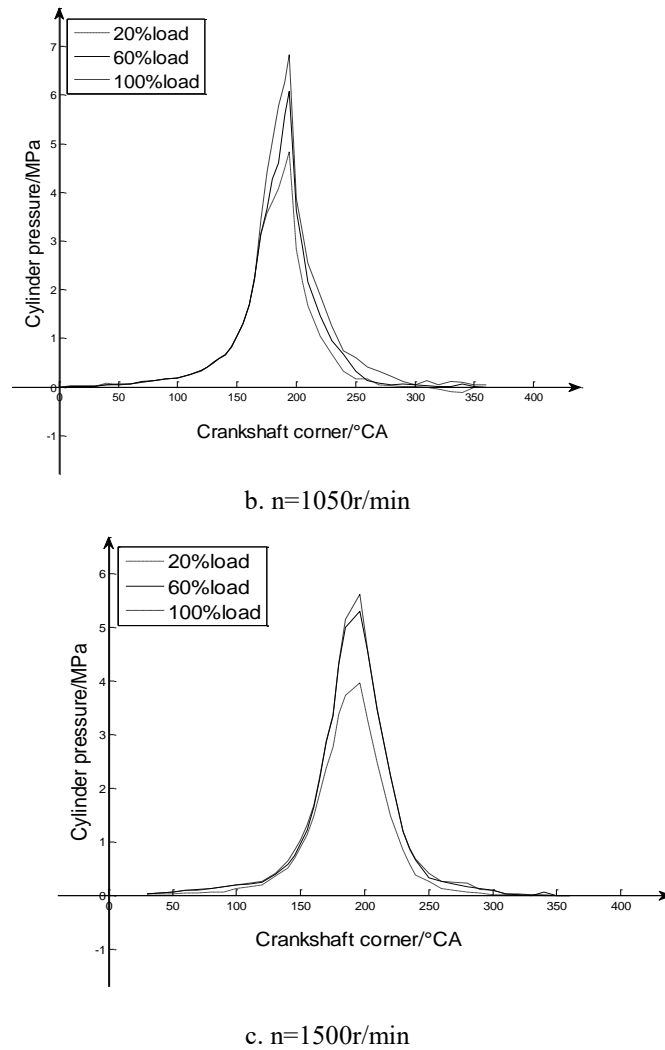 20%load
60%load
100%load
7
6
5
4
3
2
1
0
-1
50 100 150 200 250 300 350 400
Cylinder pressure/MPa
Crankshaft corner/°CA
b. n=1050r/min
20%load
60%load
100%load
6
5
4
3
2
1
0
-1
0 50 100 150 200 250 300 350 400
Cylinder pressure/MPa
Crankshaft corner/°CA
c. n=1500r/min